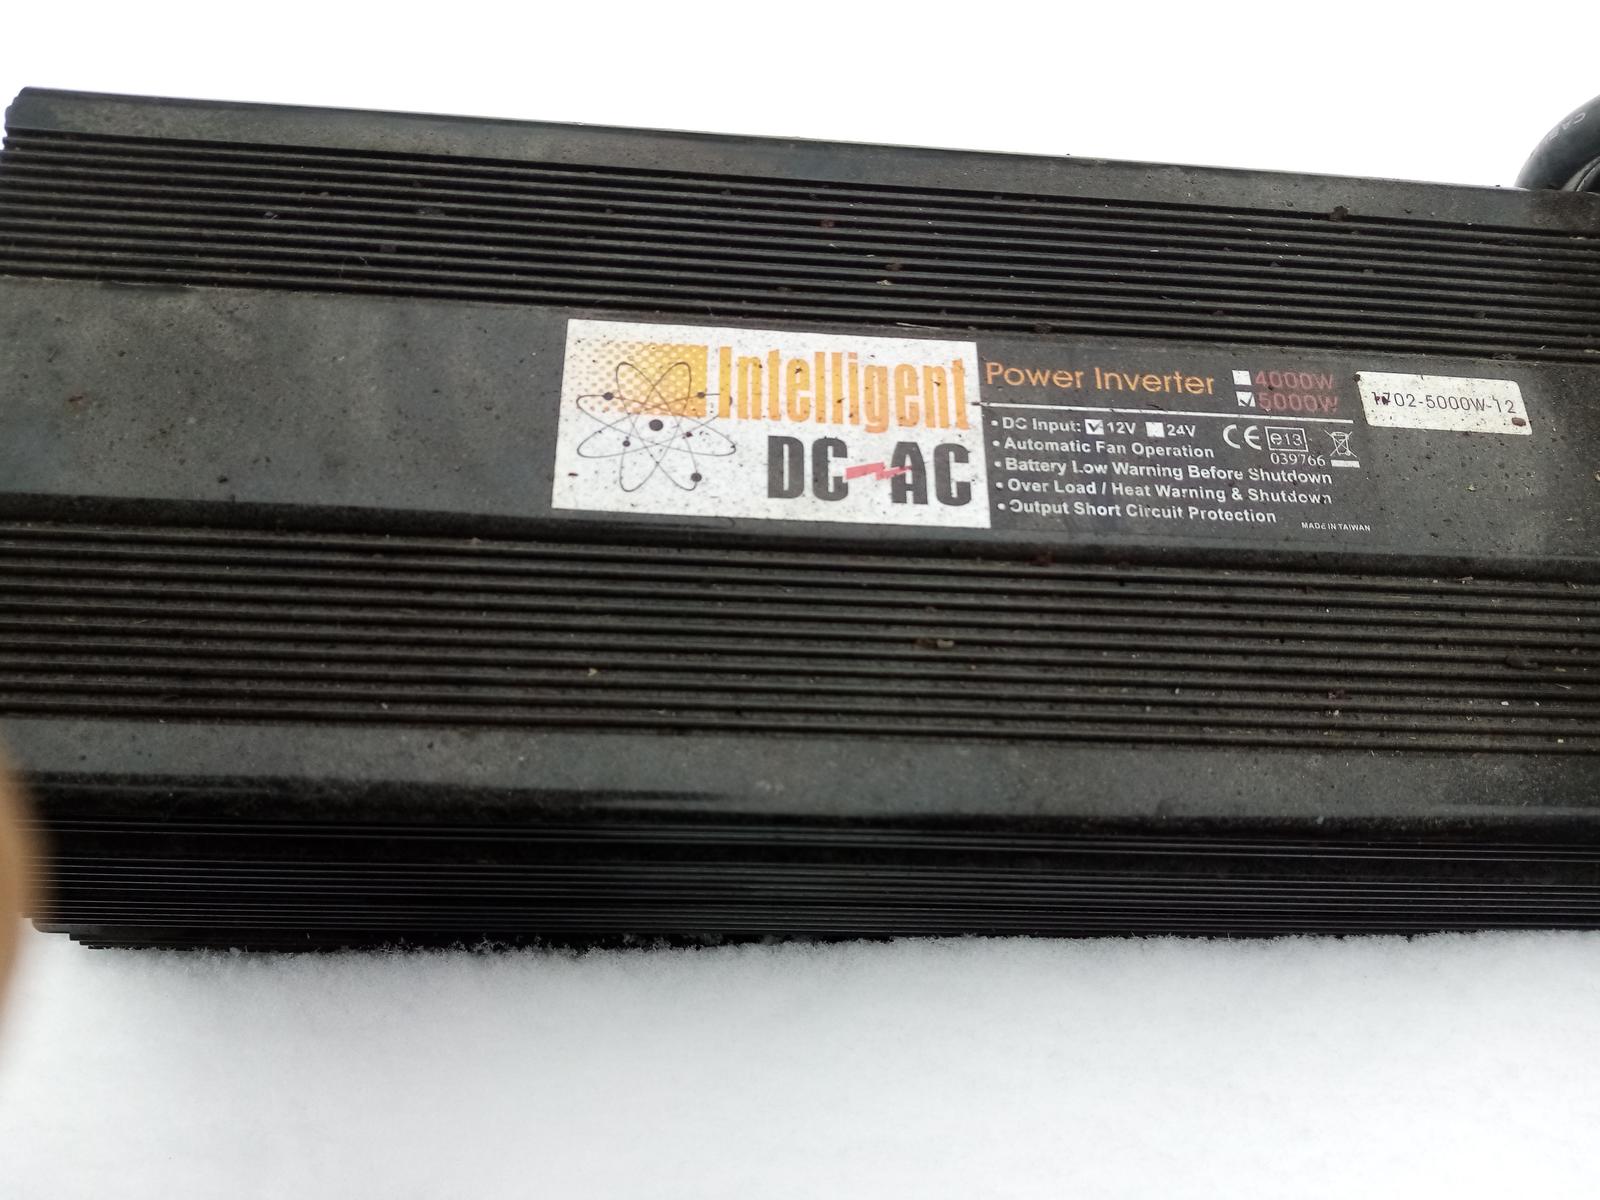 Intelligent
DC AC
Power Inverter
4000W
5000W
1702-5000W-12
• DC Input: 12V 24V
• Automatic Fan Operation
• Battery Low Warning Before Shutdown
• Over Load / Heat Warning & Shutdown
• Output Short Circuit Protection
CE e13
039766
MADE IN TAIWAN